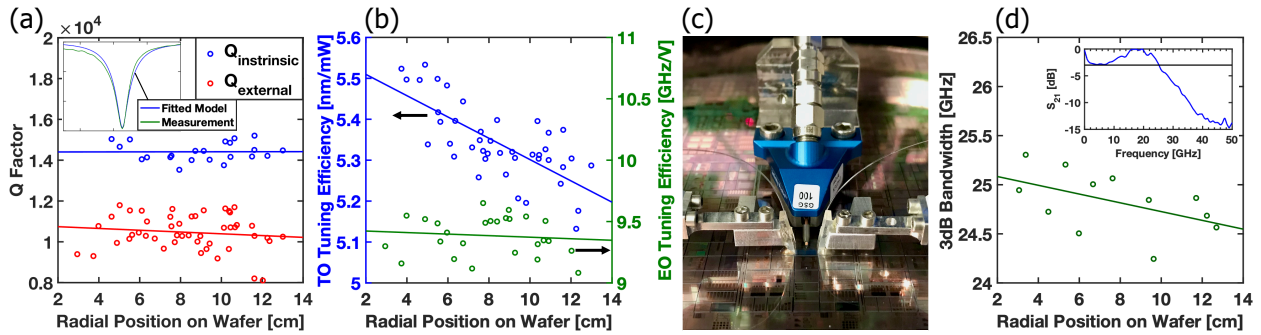 (a)
×10⁴
Q Factor
2
1.8
1.6
1.4
1.2
1
0.8
2 4 6 8 10 12 14
Radial Position on Wafer [cm]
Qinstrinsic
Qexternal
Fitted Model
Measurement
(b)
TO Tuning Efficiency [nm/mW]
5.6
5.5
5.4
5.3
5.2
5.1
5
EO Tuning Efficiency [GHz/V]
11
10.5
10
9.5
9
2 4 6 8 10 12 14
Radial Position on Wafer [cm]
(c)
GSG
100
(d)
3dB Bandwidth [GHz]
26.5
26
25.5
25
24.5
24
2 4 6 8 10 12 14
Radial Position on Wafer [cm]
S21 [dB]
0
-5
-10
-15
0 10 20 30 40 50
Frequency [GHz]